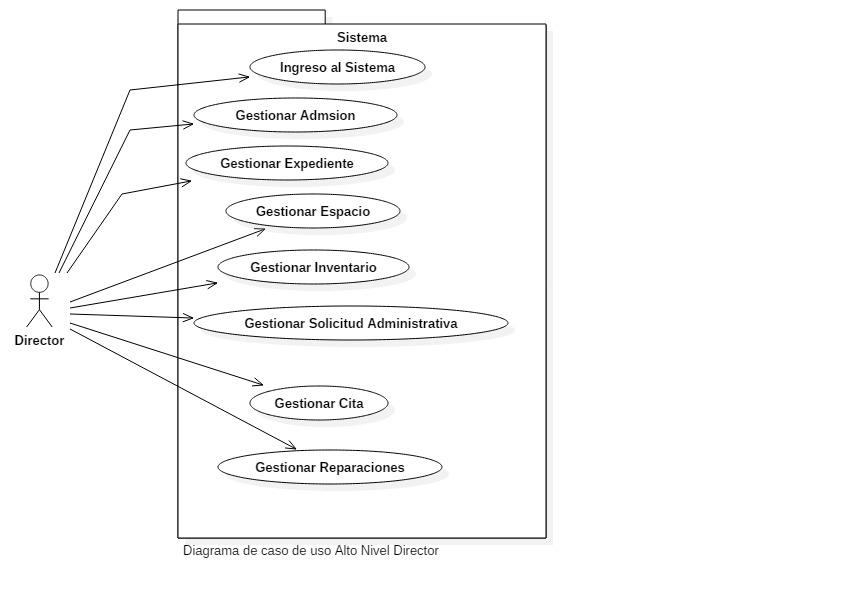 Sistema
Ingreso al Sistema
Gestionar Admsion
Gestionar Expediente
Gestionar Espacio
Gestionar Inventario
Gestionar Solicitud Administrativa
Director
Gestionar Cita
Gestionar Reparaciones
Diagrama de caso de uso Alto Nivel Director